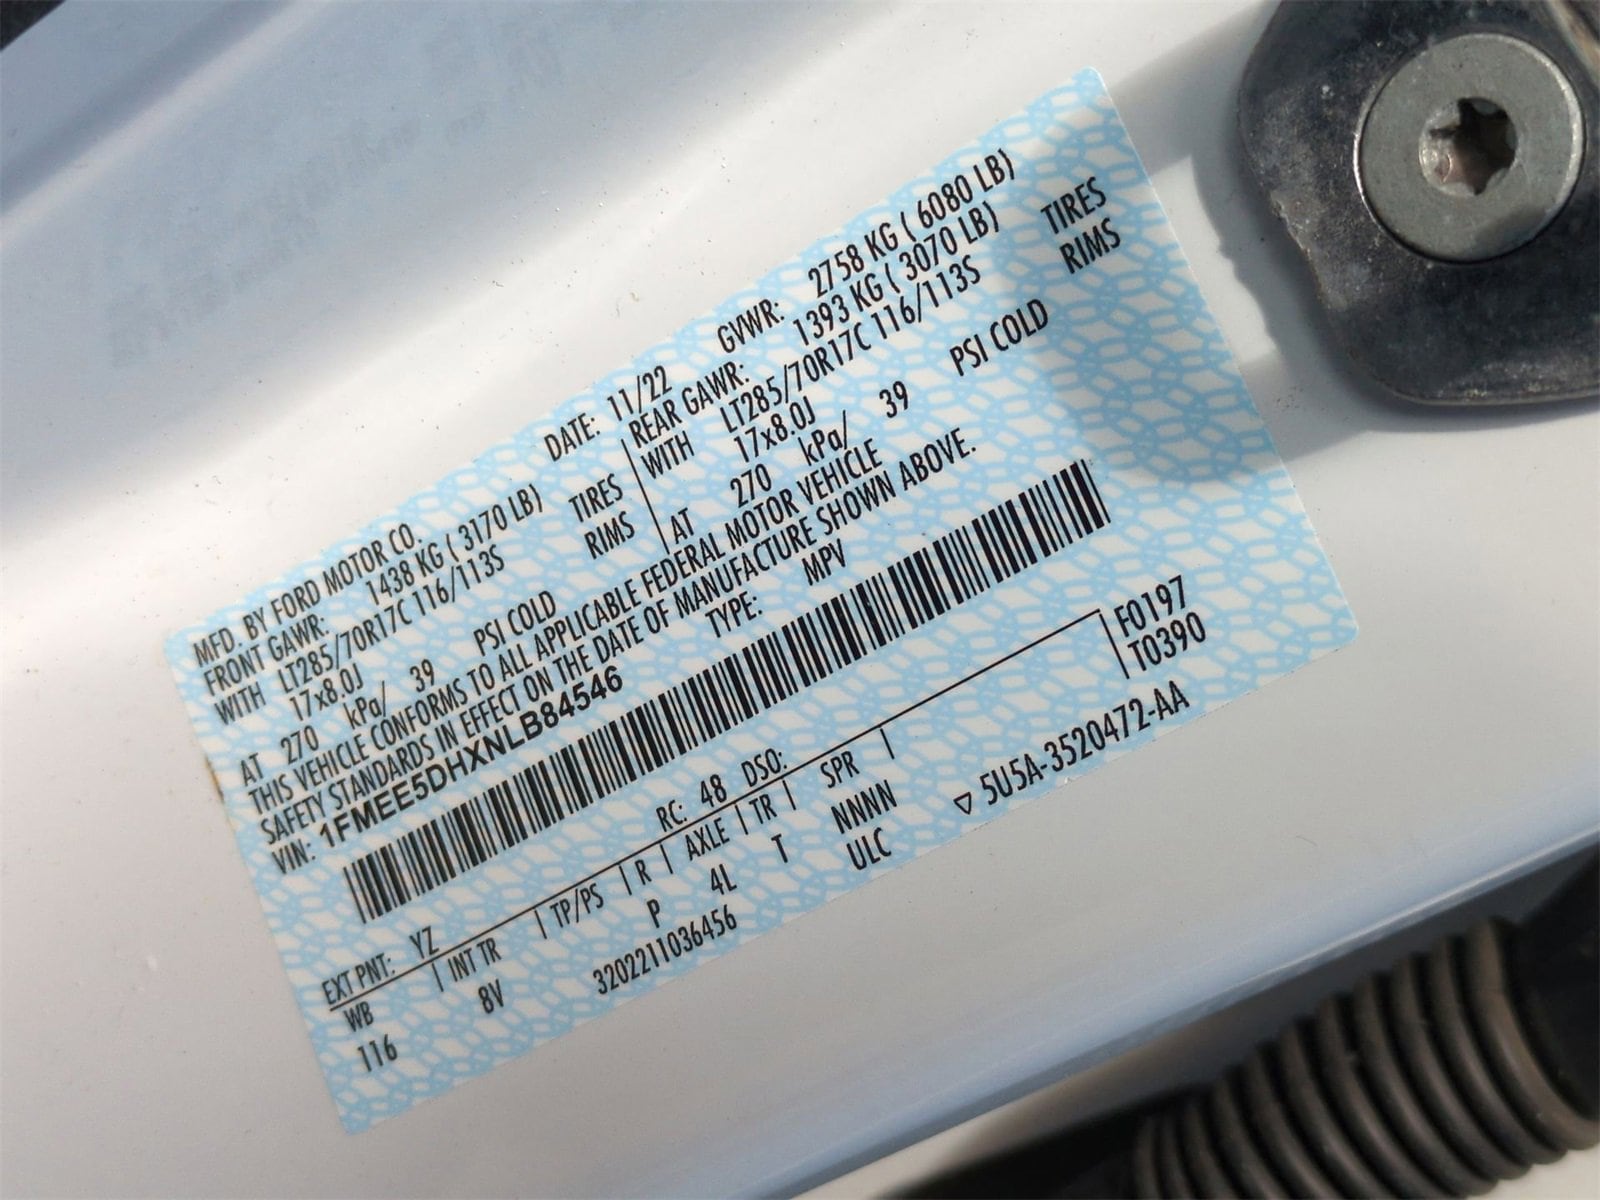 MFD. BY FORD MOTOR CO. DATE: 11/22 GVWR: 2758 KG ( 6080 LB)
FRONT GAWR: 1438 KG ( 3170 LB) REAR GAWR: 1393 KG ( 3070 LB)
WITH LT285/70R17C 116/113S TIRES WITH LT285/70R17C 116/113S TIRES
17x8.0J RIMS 17x8.0J RIMS
AT 270 kPa/ 39 PSI COLD AT 270 kPa/ 39 PSI COLD
THIS VEHICLE CONFORMS TO ALL APPLICABLE FEDERAL MOTOR VEHICLE
SAFETY STANDARDS IN EFFECT ON THE DATE OF MANUFACTURE SHOWN ABOVE.
VIN: 1FMEE5DHXNLB84546 TYPE: MPV
EXT PNT: YZ RC: 48 DSO: F0197
WB INT TR TP/PS R AXLE TR SPR T0390
116 8V P 4L T NNNN
3202211036456 ULC ▽ 5U5A-3520472-AA